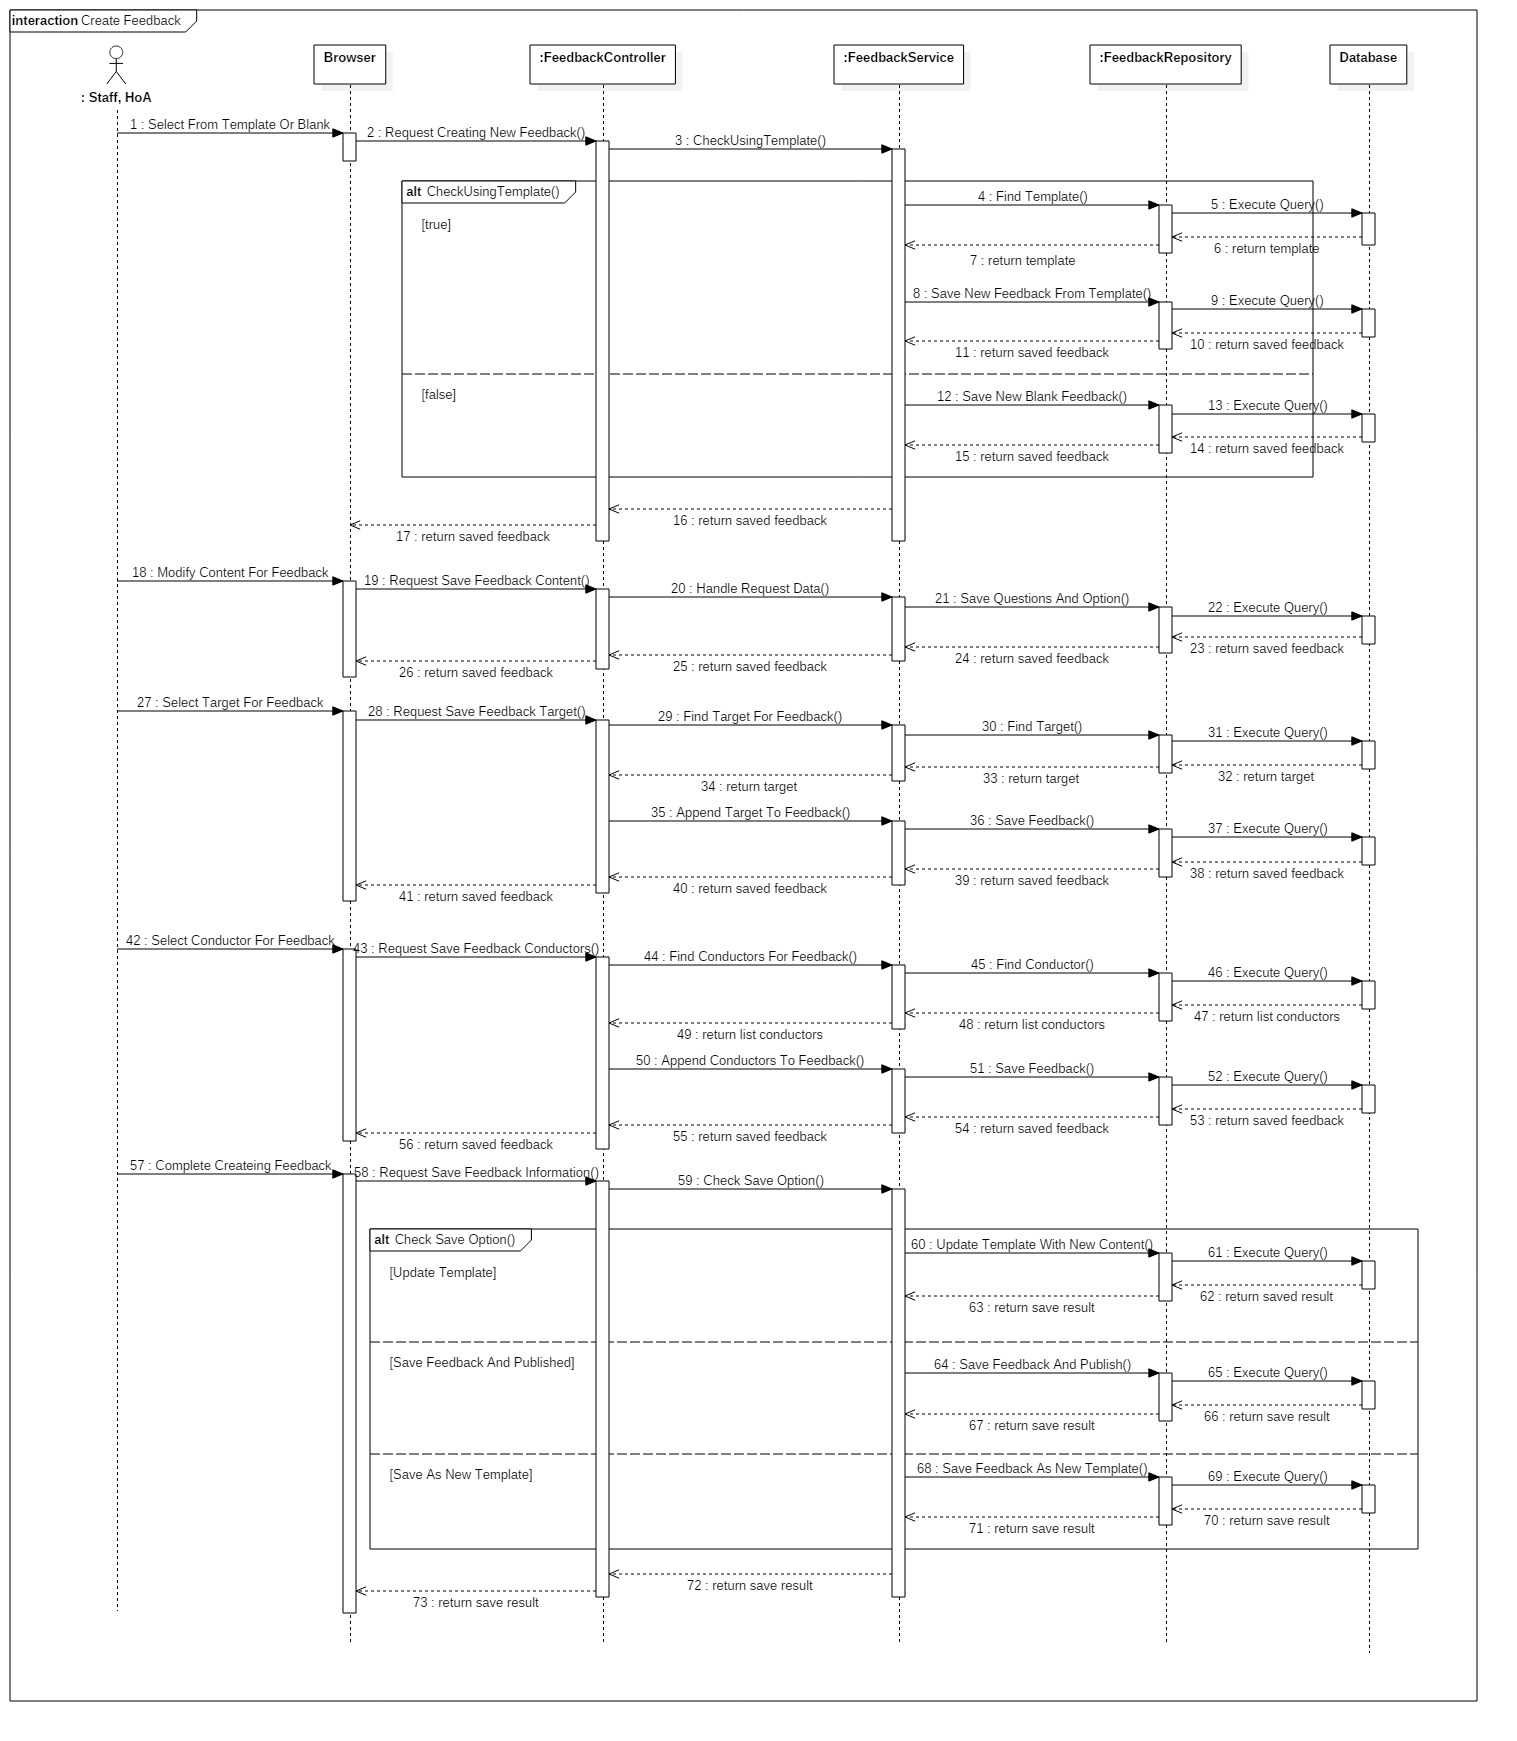 interaction Create Feedback
: Staff, HoA
Browser
:FeedbackController
:FeedbackService
:FeedbackRepository
Database
1 : Select From Template Or Blank
2 : Request Creating New Feedback()
3 : CheckUsingTemplate()
alt CheckUsingTemplate()
[true]
4 : Find Template()
5 : Execute Query()
6 : return template
7 : return template
8 : Save New Feedback From Template()
9 : Execute Query()
10 : return saved feedback
11 : return saved feedback
[false]
12 : Save New Blank Feedback()
13 : Execute Query()
14 : return saved feedback
15 : return saved feedback
16 : return saved feedback
17 : return saved feedback
18 : Modify Content For Feedback
19 : Request Save Feedback Content()
20 : Handle Request Data()
21 : Save Questions And Option()
22 : Execute Query()
23 : return saved feedback
24 : return saved feedback
25 : return saved feedback
26 : return saved feedback
27 : Select Target For Feedback
28 : Request Save Feedback Target()
29 : Find Target For Feedback()
30 : Find Target()
31 : Execute Query()
32 : return target
33 : return target
34 : return target
35 : Append Target To Feedback()
36 : Save Feedback()
37 : Execute Query()
38 : return saved feedback
39 : return saved feedback
40 : return saved feedback
41 : return saved feedback
42 : Select Conductor For Feedback
43 : Request Save Feedback Conductors()
44 : Find Conductors For Feedback()
45 : Find Conductor()
46 : Execute Query()
47 : return list conductors
48 : return list conductors
49 : return list conductors
50 : Append Conductors To Feedback()
51 : Save Feedback()
52 : Execute Query()
53 : return saved feedback
54 : return saved feedback
55 : return saved feedback
56 : return saved feedback
57 : Complete Createing Feedback
58 : Request Save Feedback Information()
59 : Check Save Option()
alt Check Save Option()
[Update Template]
60 : Update Template With New Content()
61 : Execute Query()
62 : return saved result
63 : return save result
[Save Feedback And Published]
64 : Save Feedback And Publish()
65 : Execute Query()
66 : return save result
67 : return save result
[Save As New Template]
68 : Save Feedback As New Template()
69 : Execute Query()
70 : return save result
71 : return save result
72 : return save result
73 : return save result